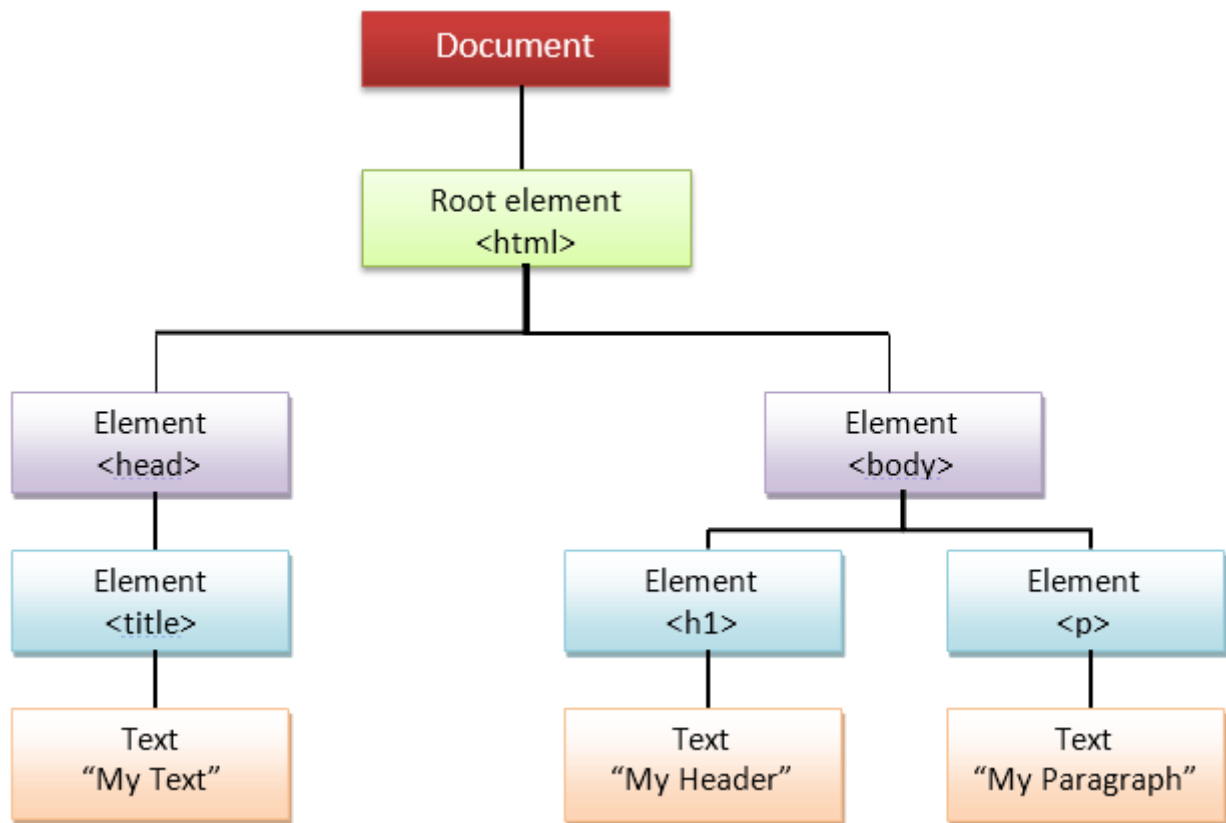 Document
Root element
<html>
Element
<head>
Element
<body>
Element
<title>
Element
<h1>
Element
<p>
Text
“My Text”
Text
“My Header”
Text
“My Paragraph”